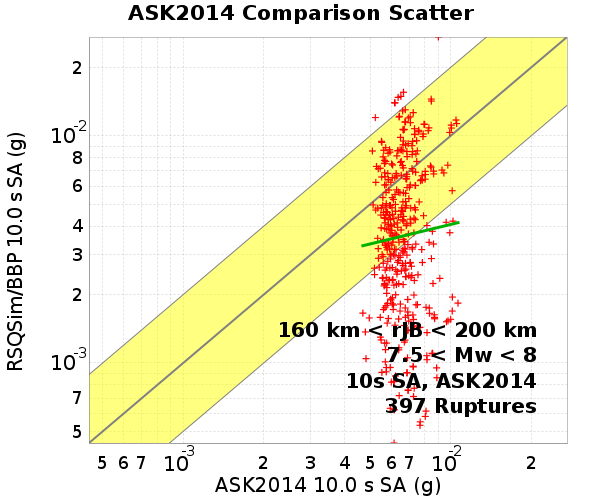 ASK2014 Comparison Scatter
RSQSim/BBP 10.0 s SA (g)
2
10-2
8
6
4
3
2
10-3
7
5
160 km < rJB < 200 km
7.5 < Mw < 8
10s SA, ASK2014
397 Ruptures
5 6 7 10-3 2 3 4 5 6 7 10-2 2
ASK2014 10.0 s SA (g)